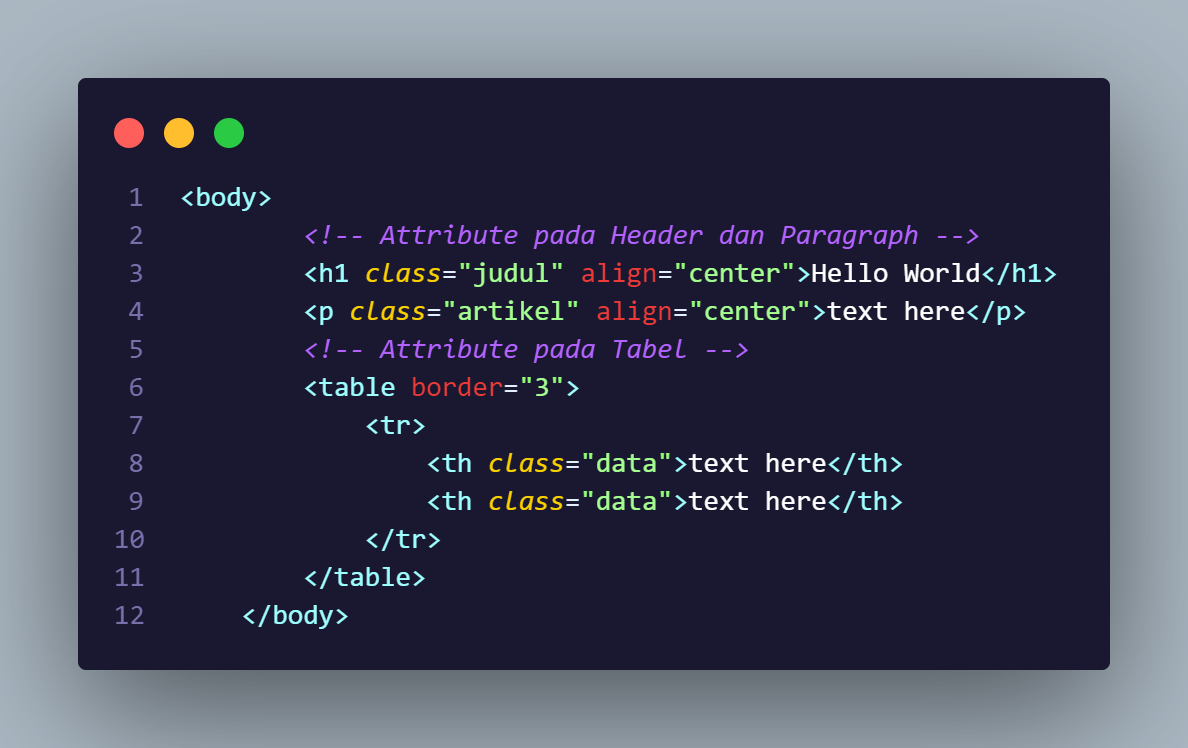 1 <body>
2 <!-- Attribute pada Header dan Paragraph -->
3 <h1 class="judul" align="center">Hello World</h1>
4 <p class="artikel" align="center">text here</p>
5 <!-- Attribute pada Tabel -->
6 <table border="3">
7 <tr>
8 <th class="data">text here</th>
9 <th class="data">text here</th>
10 </tr>
11 </table>
12 </body>